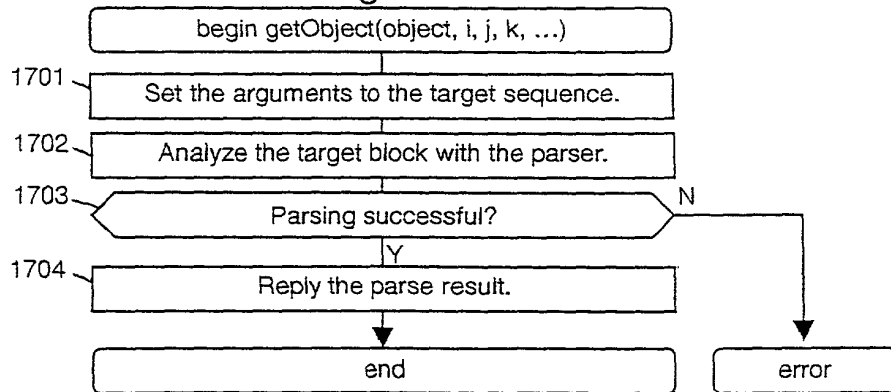 begin getObject(object, i, j, k, ...)
1701
Set the arguments to the target sequence.
1702
Analyze the target block with the parser.
1703
Parsing successful?
N
Y
1704
Reply the parse result.
end
error